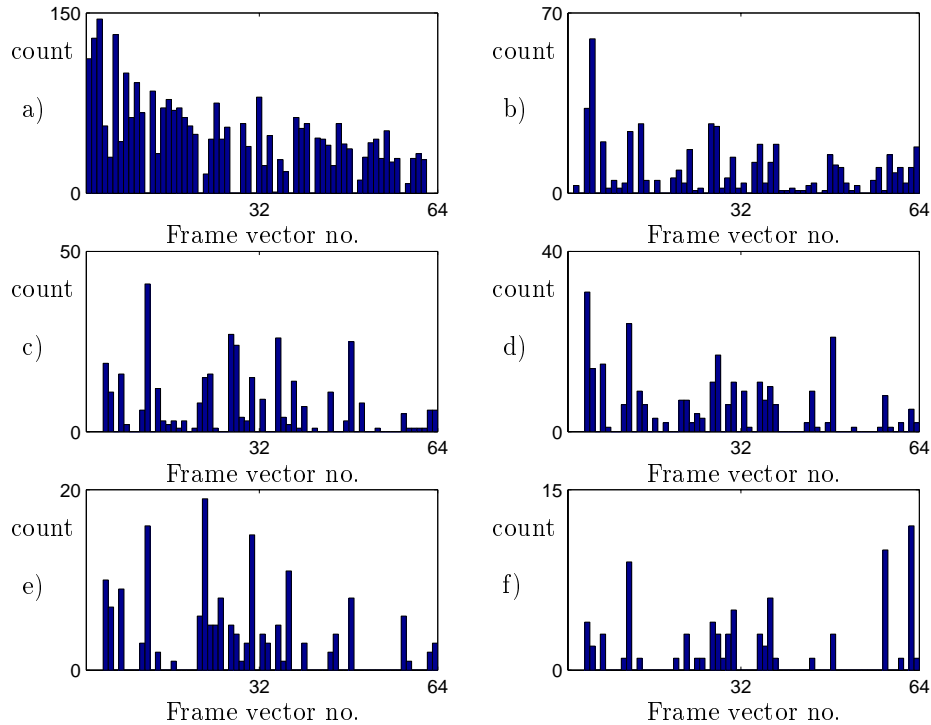 150
count
a)
0
32
64
Frame vector no.
70
count
b)
0
32
64
Frame vector no.
50
count
c)
0
32
64
Frame vector no.
40
count
d)
0
32
64
Frame vector no.
20
count
e)
0
32
64
Frame vector no.
15
count
f)
0
32
64
Frame vector no.